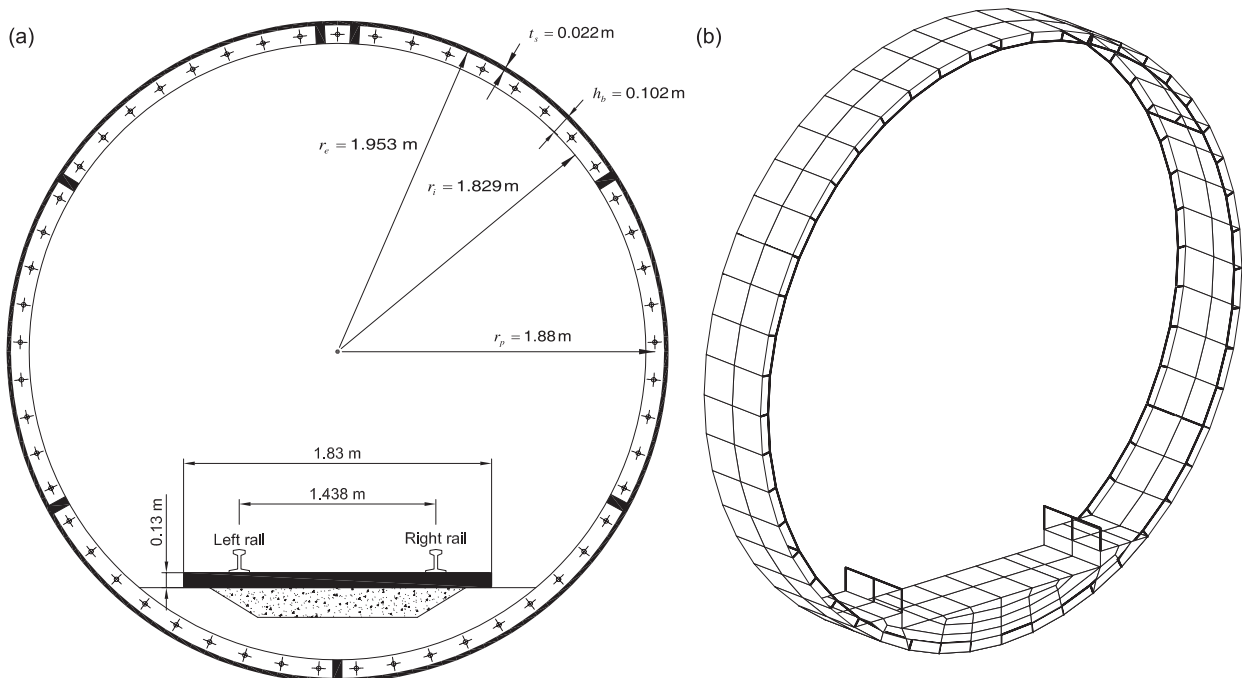 (a)
(b)
t_s = 0.022 m
h_b = 0.102 m
r_e = 1.953 m
r_i = 1.829 m
r_p = 1.88 m
1.83 m
1.438 m
0.13 m
Left rail
Right rail